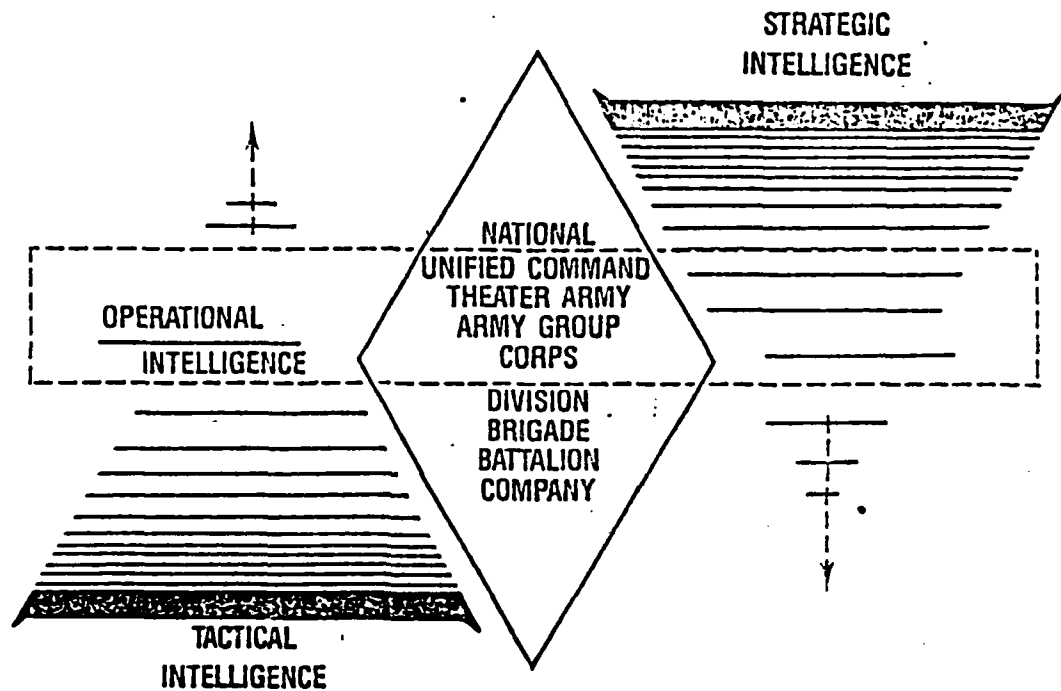 STRATEGIC
INTELLIGENCE
NATIONAL
UNIFIED COMMAND
THEATER ARMY
ARMY GROUP
CORPS
OPERATIONAL
INTELLIGENCE
DIVISION
BRIGADE
BATTALION
COMPANY
TACTICAL
INTELLIGENCE